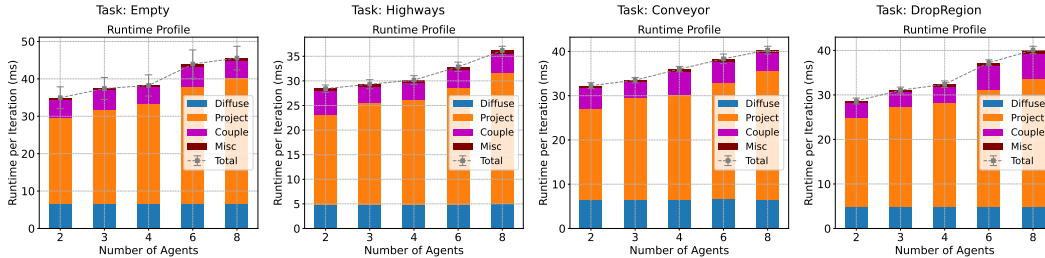 Task: Empty
Runtime Profile
Runtime per Iteration (ms)
50
40
30
20
10
0
2 3 4 6 8
Number of Agents
Diffuse
Project
Couple
Misc
Total
Task: Highways
Runtime Profile
Runtime per Iteration (ms)
35
30
25
20
15
10
5
0
2 3 4 6 8
Number of Agents
Diffuse
Project
Couple
Misc
Total
Task: Conveyor
Runtime Profile
Runtime per Iteration (ms)
40
30
20
10
0
2 3 4 6 8
Number of Agents
Diffuse
Project
Couple
Misc
Total
Task: DropRegion
Runtime Profile
Runtime per Iteration (ms)
40
30
20
10
0
2 3 4 6 8
Number of Agents
Diffuse
Project
Couple
Misc
Total